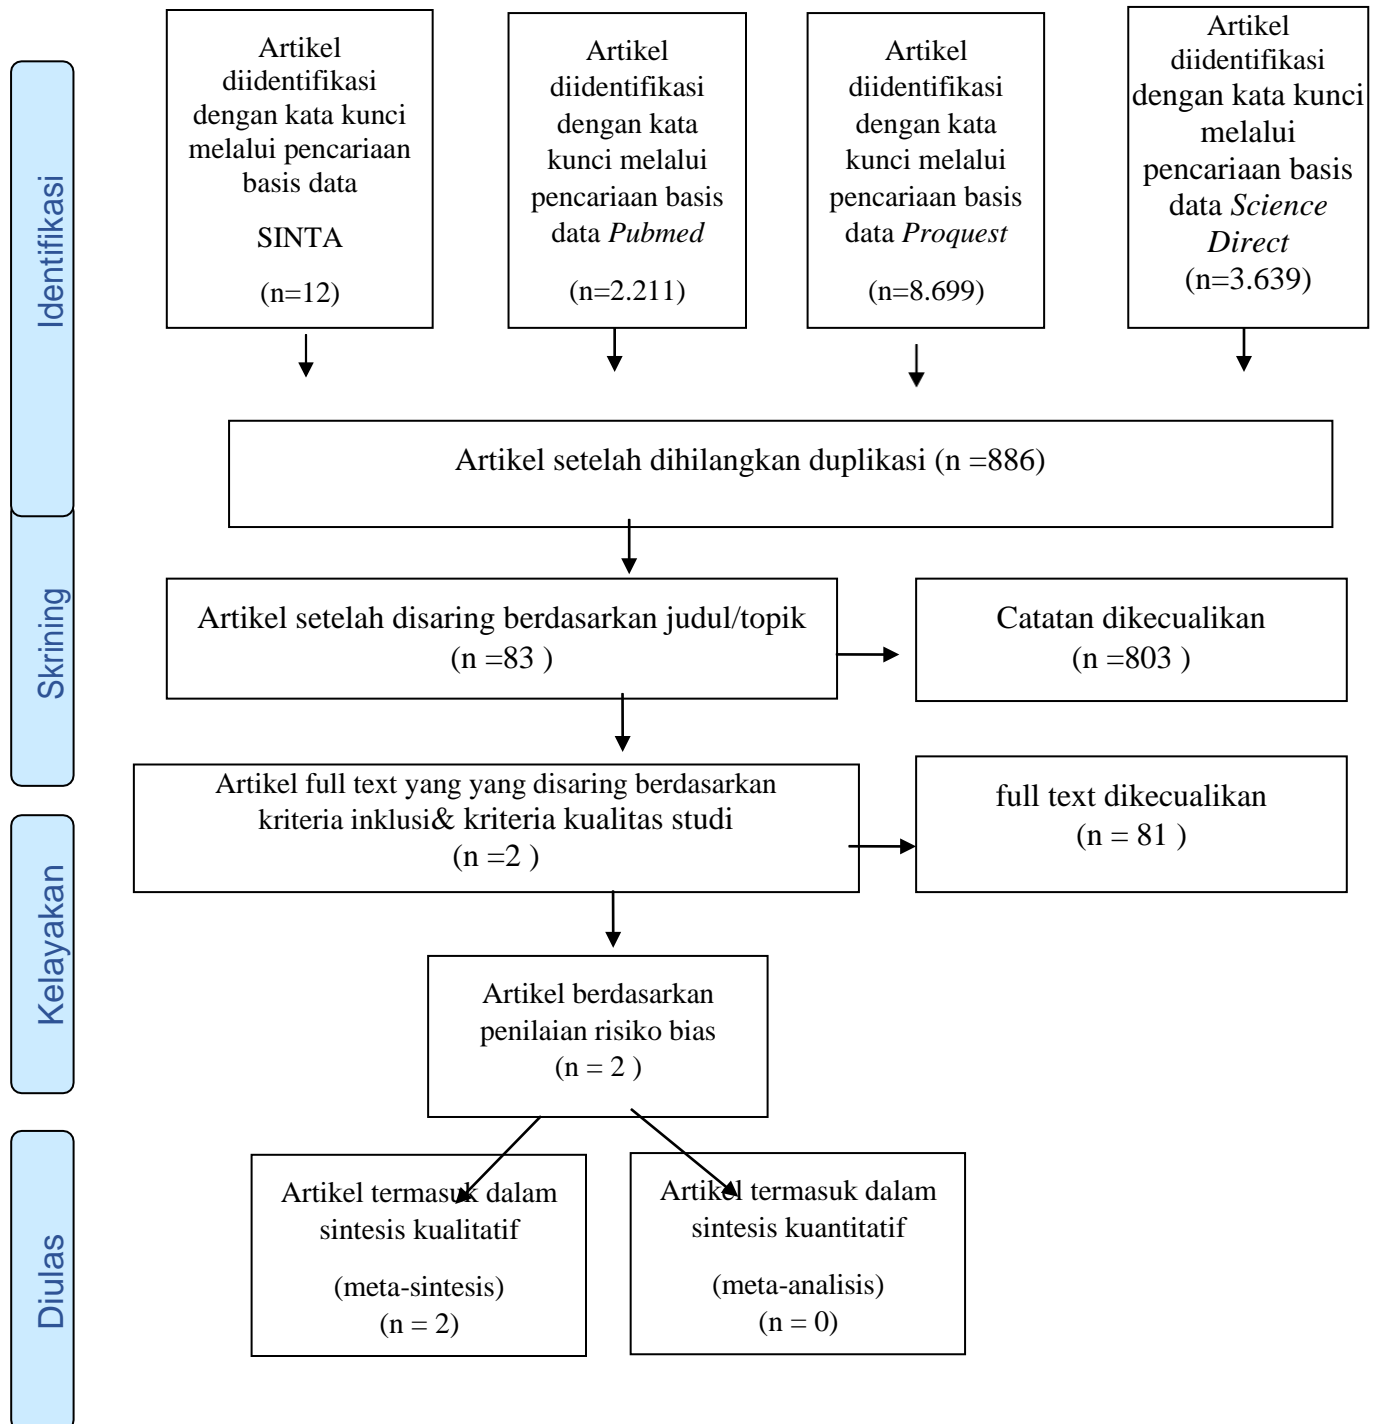 Identifikasi
Artikel
diidentifikasi
dengan kata kunci
melalui pencariaan
basis data
SINTA
(n=12)
Artikel
diidentifikasi
dengan kata
kunci melalui
pencariaan basis
data Pubmed
(n=2.211)
Artikel
diidentifikasi
dengan kata
kunci melalui
pencariaan basis
data Proquest
(n=8.699)
Artikel
diidentifikasi
dengan kata kunci
melalui
pencariaan basis
data Science
Direct
(n=3.639)
Artikel setelah dihilangkan duplikasi (n =886)
Skrining
Artikel setelah disaring berdasarkan judul/topik
(n =83 )
Catatan dikecualikan
(n =803 )
Artikel full text yang yang disaring berdasarkan
kriteria inklusi& kriteria kualitas studi
(n =2 )
full text dikecualikan
(n = 81 )
Kelayakan
Artikel berdasarkan
penilaian risiko bias
(n = 2 )
Diulas
Artikel termasuk dalam
sintesis kualitatif
(meta-sintesis)
(n = 2)
Artikel termasuk dalam
sintesis kuantitatif
(meta-analisis)
(n = 0)